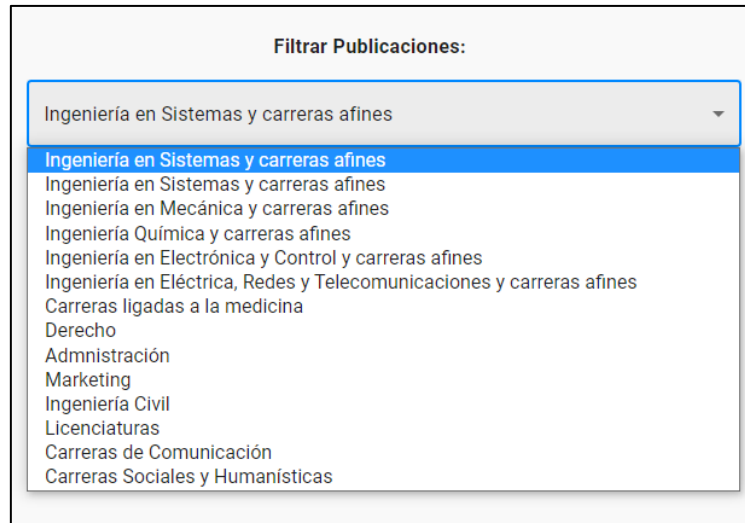 Filtrar Publicaciones:
Ingeniería en Sistemas y carreras afines
Ingeniería en Sistemas y carreras afines
Ingeniería en Sistemas y carreras afines
Ingeniería en Mecánica y carreras afines
Ingeniería Química y carreras afines
Ingeniería en Electrónica y Control y carreras afines
Ingeniería en Eléctrica, Redes y Telecomunicaciones y carreras afines
Carreras ligadas a la medicina
Derecho
Admnistración
Marketing
Ingeniería Civil
Licenciaturas
Carreras de Comunicación
Carreras Sociales y Humanísticas